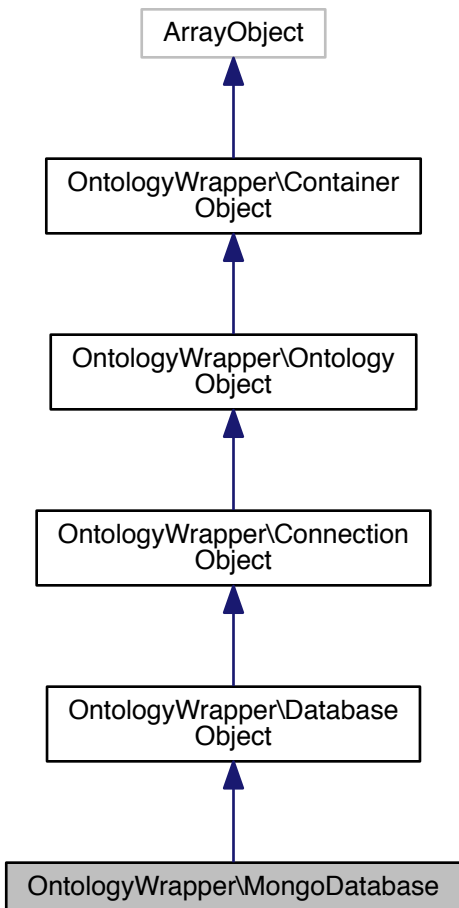 ArrayObject
OntologyWrapper\Container
Object
OntologyWrapper\Ontology
Object
OntologyWrapper\Connection
Object
OntologyWrapper\Database
Object
OntologyWrapper\MongoDatabase